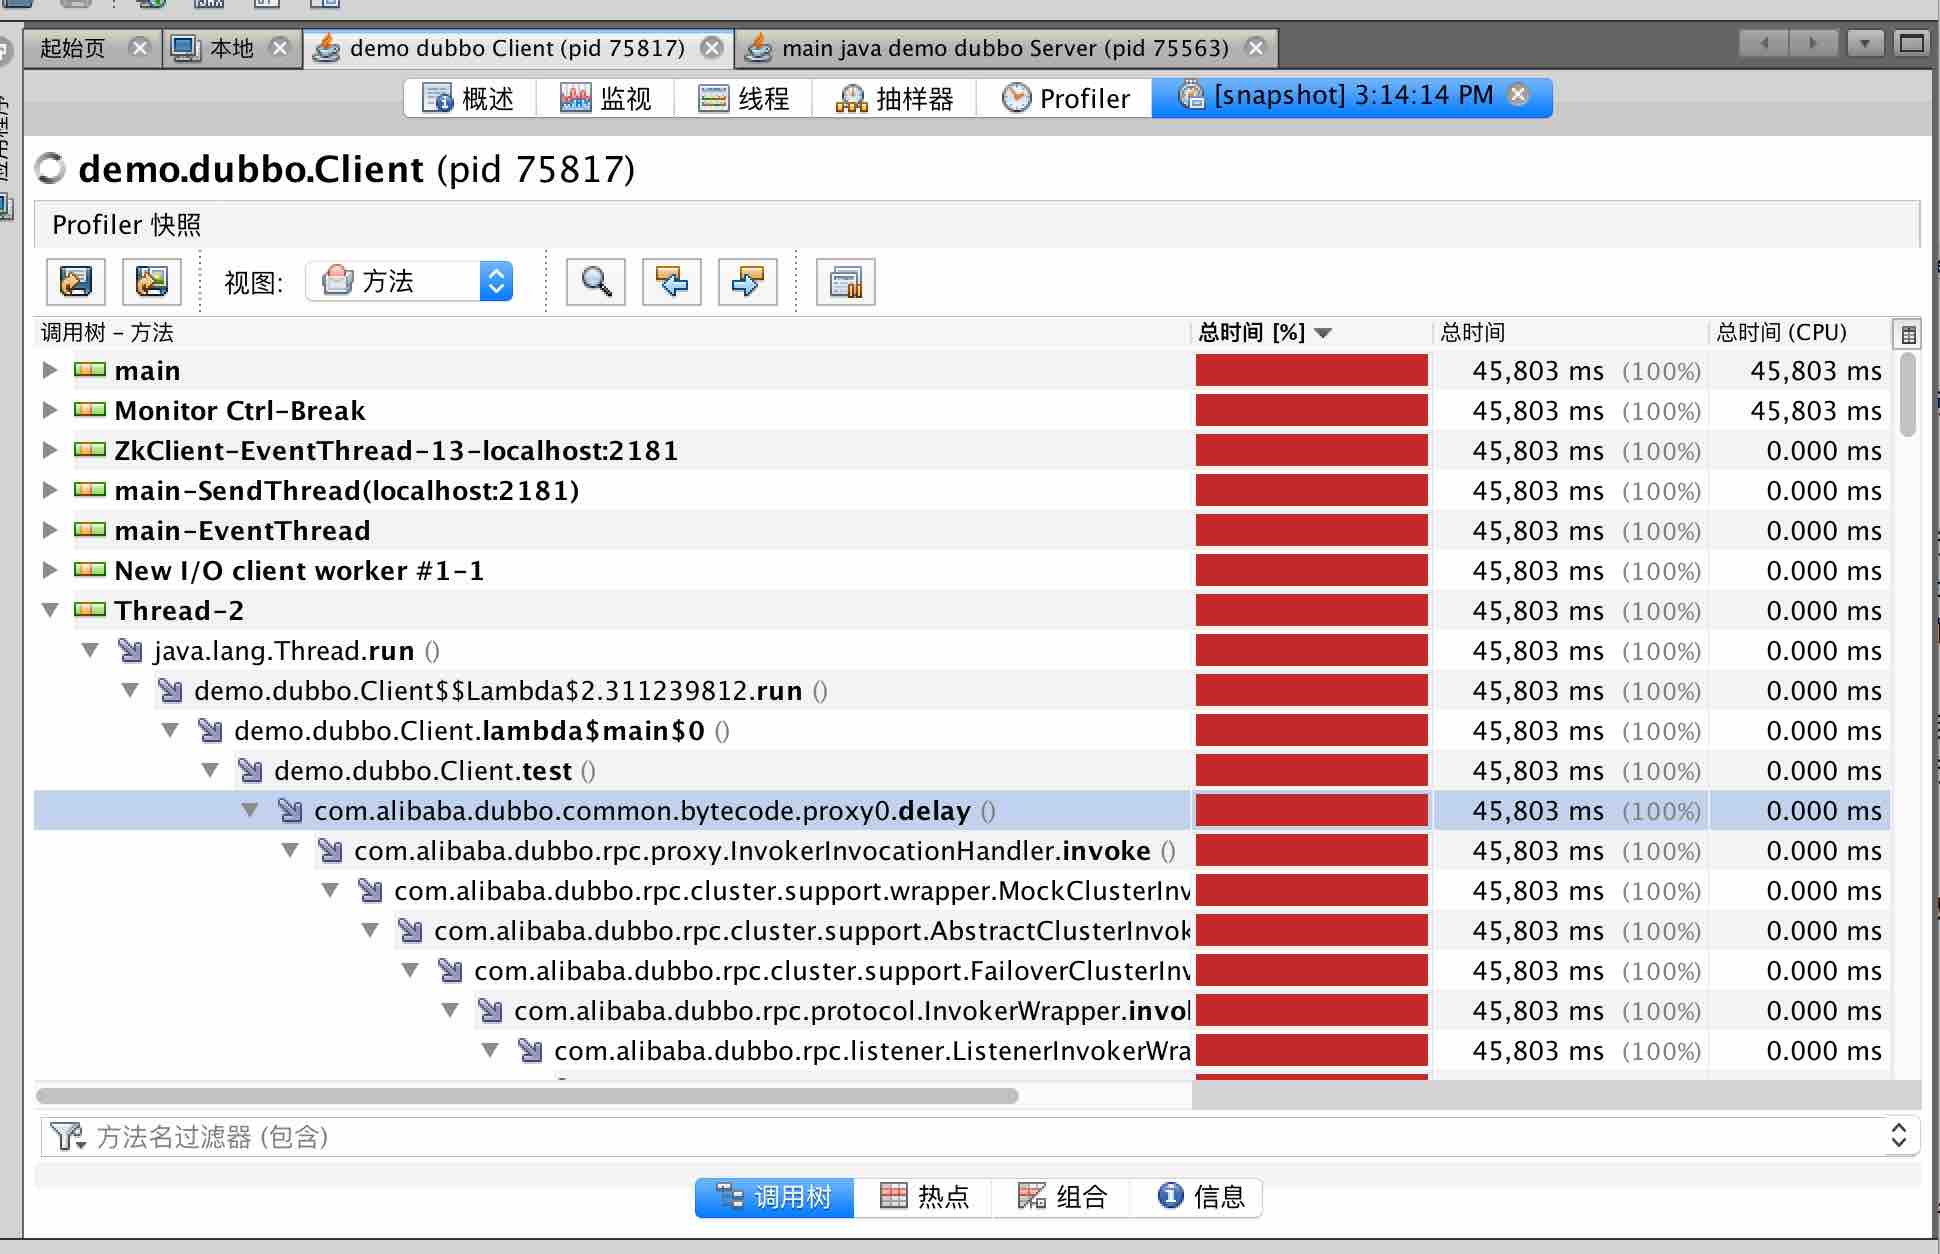 起始页 本地 demo dubbo Client (pid 75817) main java demo dubbo Server (pid 75563)
概述 监视 线程 抽样器 Profiler [snapshot] 3:14:14 PM
demo.dubbo.Client (pid 75817)
Profiler 快照
视图: 方法
调用树 – 方法 总时间 [%] 总时间 总时间 (CPU)
main 45,803 ms (100%) 45,803 ms
Monitor Ctrl-Break 45,803 ms (100%) 45,803 ms
ZkClient-EventThread-13-localhost:2181 45,803 ms (100%) 0.000 ms
main-SendThread(localhost:2181) 45,803 ms (100%) 0.000 ms
main-EventThread 45,803 ms (100%) 0.000 ms
New I/O client worker #1-1 45,803 ms (100%) 0.000 ms
Thread-2 45,803 ms (100%) 0.000 ms
java.lang.Thread.run () 45,803 ms (100%) 0.000 ms
demo.dubbo.Client$$Lambda$2.311239812.run () 45,803 ms (100%) 0.000 ms
demo.dubbo.Client.lambda$main$0 () 45,803 ms (100%) 0.000 ms
demo.dubbo.Client.test () 45,803 ms (100%) 0.000 ms
com.alibaba.dubbo.common.bytecode.proxy0.delay () 45,803 ms (100%) 0.000 ms
com.alibaba.dubbo.rpc.proxy.InvokerInvocationHandler.invoke () 45,803 ms (100%) 0.000 ms
com.alibaba.dubbo.rpc.cluster.support.wrapper.MockClusterInv 45,803 ms (100%) 0.000 ms
com.alibaba.dubbo.rpc.cluster.support.AbstractClusterInvok 45,803 ms (100%) 0.000 ms
com.alibaba.dubbo.rpc.cluster.support.FailoverClusterInv 45,803 ms (100%) 0.000 ms
com.alibaba.dubbo.rpc.protocol.InvokerWrapper.invo 45,803 ms (100%) 0.000 ms
com.alibaba.dubbo.rpc.listener.ListenerInvokerWra 45,803 ms (100%) 0.000 ms
方法名过滤器 (包含)
调用树 热点 组合 信息